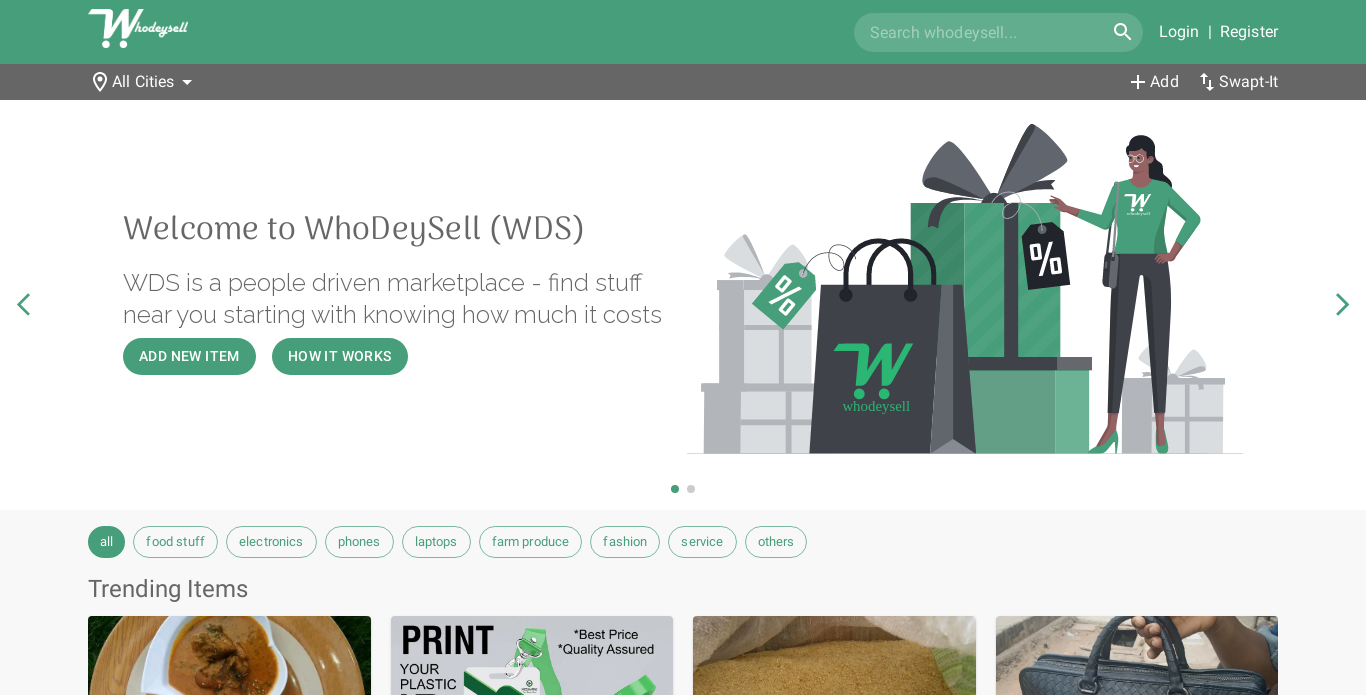 Whodeysell
Search whodeysell...
Login | Register
All Cities
Add
Swapt-It
Welcome to WhoDeySell (WDS)
WDS is a people driven marketplace - find stuff
near you starting with knowing how much it costs
ADD NEW ITEM
HOW IT WORKS
%
%
whodeysell
whodeysell
all
food stuff
electronics
phones
laptops
farm produce
fashion
service
others
Trending Items
PRINT
YOUR
PLASTIC
*Best Price
*Quality Assured